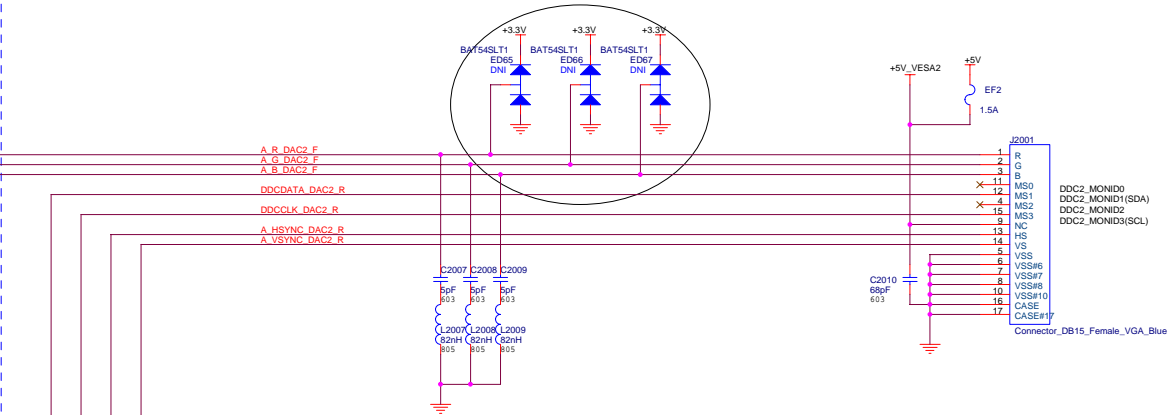 +3.3V +3.3V +3.3V
BAT54SLT1 BAT54SLT1 BAT54SLT1
ED65 ED66 ED67
DNI DNI DNI
+5V
+5V_VESA2
EF2
1.5A
J2001
A_R_DAC2_F 1 R
A_G_DAC2_F 2 G
A_B_DAC2_F 3 B
11 MS0 DDC2_MONID0
DDCDATA_DAC2_R 12 MS1 DDC2_MONID1(SDA)
4 MS2 DDC2_MONID2
DDCCLK_DAC2_R 15 MS3 DDC2_MONID3(SCL)
9 NC
A_HSYNC_DAC2_R 13 HS
A_VSYNC_DAC2_R 14 VS
5 VSS
6 VSS#6
7 VSS#7
8 VSS#8
10 VSS#10
16 CASE
17 CASE#17
Connector_DB15_Female_VGA_Blue
C2007 C2008 C2009
5pF 5pF 5pF
603 603 603
C2010
68pF
603
L2007 L2008 L2009
82nH 82nH 82nH
805 805 805